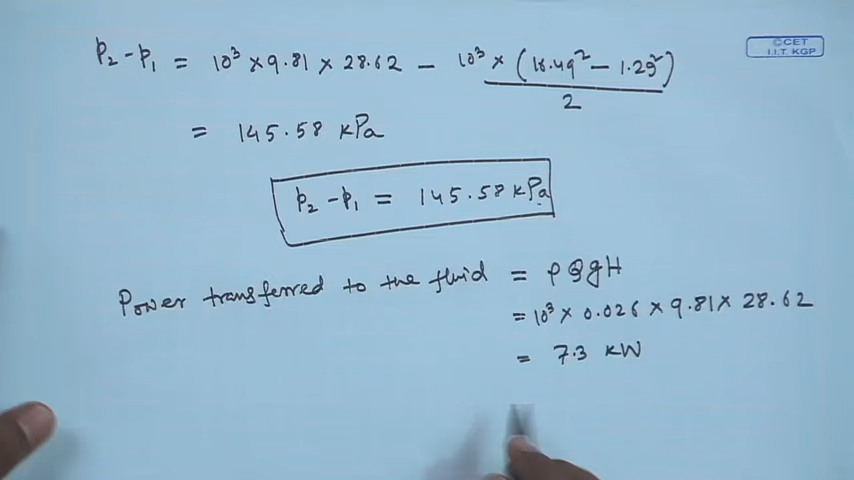 ©CET
I.I.T. KGP
p₂ - p₁ = 10³ × 9.81 × 28.62 - 10³ × (18.49² - 1.29²) / 2
= 145.58 kPa
p₂ - p₁ = 145.58 kPa
Power transferred to the fluid = ρQgH
= 10³ × 0.026 × 9.81 × 28.62
= 7.3 kW